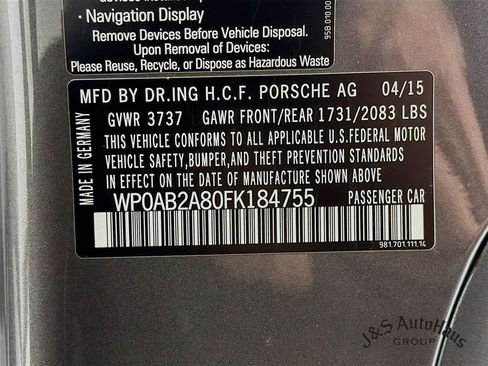 • Navigation Display
Remove Devices Before Vehicle Disposal.
Upon Removal of Devices:
Please Reuse, Recycle, or Dispose as Hazardous Waste
95B.010.00
MFD BY DR.ING H.C.F. PORSCHE AG 04/15
GVWR 3737 GAWR FRONT/REAR 1731/2083 LBS
THIS VEHICLE CONFORMS TO ALL APPLICABLE U.S.FEDERAL MOTOR
VEHICLE SAFETY,BUMPER,AND THEFT PREVENTION STANDARDS
IN EFFECT ON THE DATE OF MANUFACTURE SHOWN ABOVE
WP0AB2A80FK184755 PASSENGER CAR
MADE IN GERMANY
981.701.111.14
J&S AUTOHAUS
GROUP